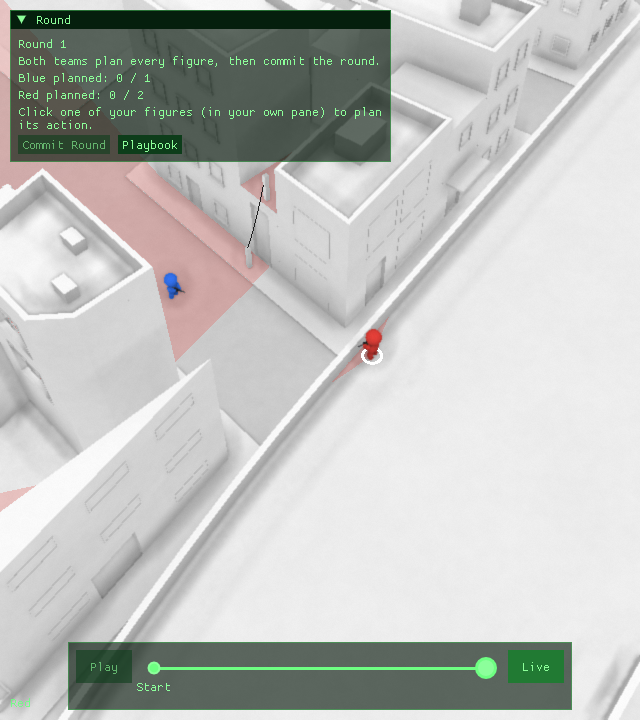 Round
Round 1
Both teams plan every figure, then commit the round.
Blue planned: 0 / 1
Red planned: 0 / 2
Click one of your figures (in your own pane) to plan
its action.
Commit Round Playbook
Play Live
Start